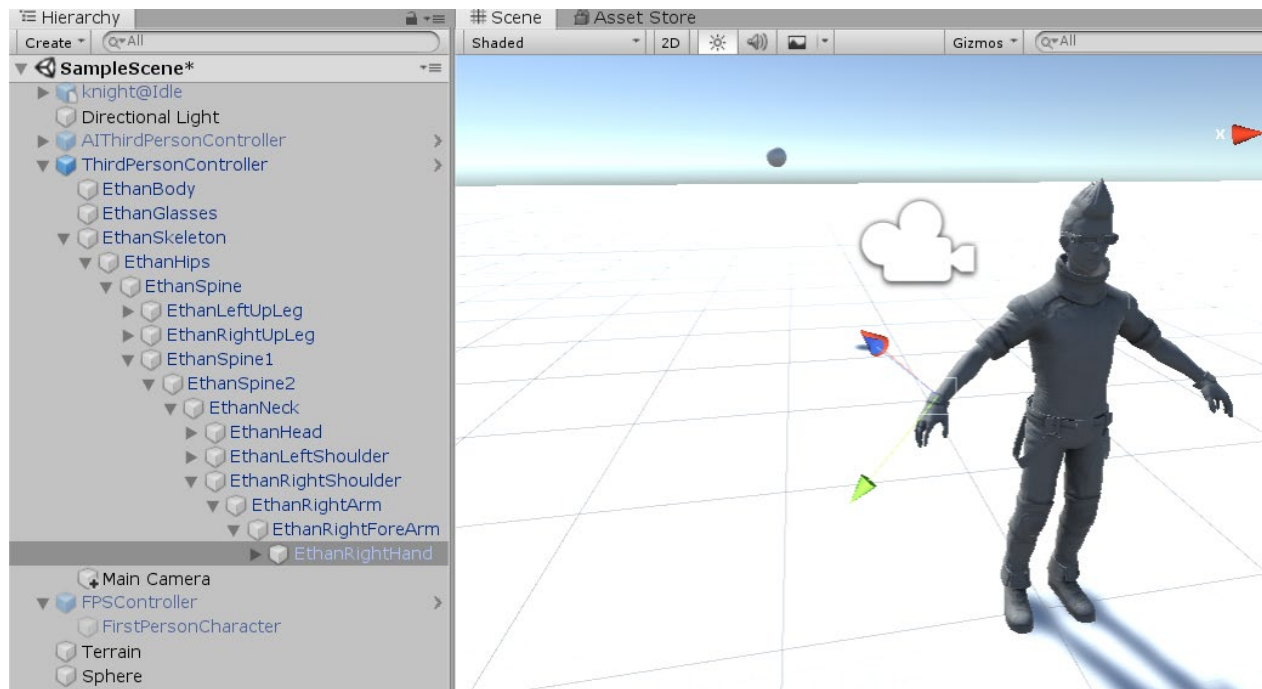 Hierarchy
Create All
SampleScene*
knight@Idle
Directional Light
AIThirdPersonController
ThirdPersonController
EthanBody
EthanGlasses
EthanSkeleton
EthanHips
EthanSpine
EthanLeftUpLeg
EthanRightUpLeg
EthanSpine1
EthanSpine2
EthanNeck
EthanHead
EthanLeftShoulder
EthanRightShoulder
EthanRightArm
EthanRightForeArm
EthanRightHand
Main Camera
FPSController
FirstPersonCharacter
Terrain
Sphere
Scene Asset Store
Shaded 2D Gizmos All
x